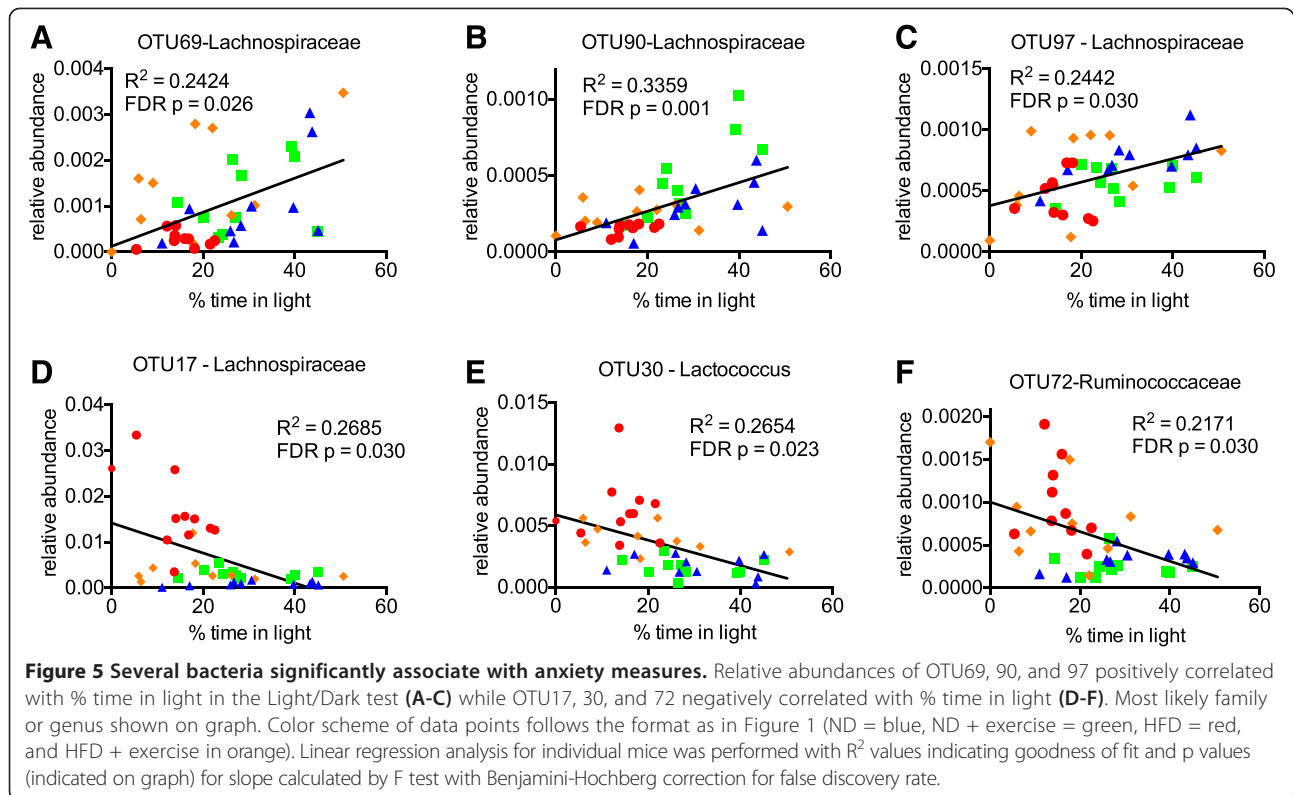 A
OTU69-Lachnospiraceae
R² = 0.2424
FDR p = 0.026
relative abundance
0.004
0.003
0.002
0.001
0.000
0 20 40 60
% time in light
B
OTU90-Lachnospiraceae
R² = 0.3359
FDR p = 0.001
relative abundance
0.0010
0.0005
0.0000
0 20 40 60
% time in light
C
OTU97 - Lachnospiraceae
R² = 0.2442
FDR p = 0.030
relative abundance
0.0015
0.0010
0.0005
0.0000
0 20 40 60
% time in light
D
OTU17 - Lachnospiraceae
R² = 0.2685
FDR p = 0.030
relative abundance
0.04
0.03
0.02
0.01
0.00
0 20 40 60
% time in light
E
OTU30 - Lactococcus
R² = 0.2654
FDR p = 0.023
relative abundance
0.015
0.010
0.005
0.000
0 20 40 60
% time in light
F
OTU72-Ruminococcaceae
R² = 0.2171
FDR p = 0.030
relative abundance
0.0020
0.0015
0.0010
0.0005
0.0000
0 20 40 60
% time in light
Figure 5 Several bacteria significantly associate with anxiety measures. Relative abundances of OTU69, 90, and 97 positively correlated
with % time in light in the Light/Dark test (A-C) while OTU17, 30, and 72 negatively correlated with % time in light (D-F). Most likely family
or genus shown on graph. Color scheme of data points follows the format as in Figure 1 (ND = blue, ND + exercise = green, HFD = red,
and HFD + exercise in orange). Linear regression analysis for individual mice was performed with R² values indicating goodness of fit and p values
(indicated on graph) for slope calculated by F test with Benjamini-Hochberg correction for false discovery rate.